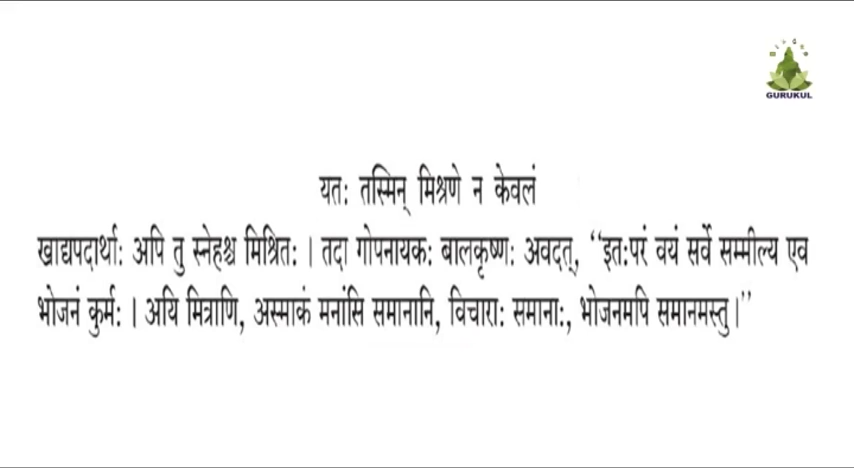 GURUKUL
यतः तस्मिन् मिश्रणे न केवलं
खाद्यपदार्थाः अपि तु स्नेहश्च मिश्रितः । तदा गोपनायकः बालकृष्णः अवदत्, “इतःपरं वयं सर्वे सम्मील्य एव
भोजनं कुर्मः । अयि मित्राणि, अस्माकं मनांसि समानानि, विचाराः समानाः, भोजनमपि समानमस्तु।”